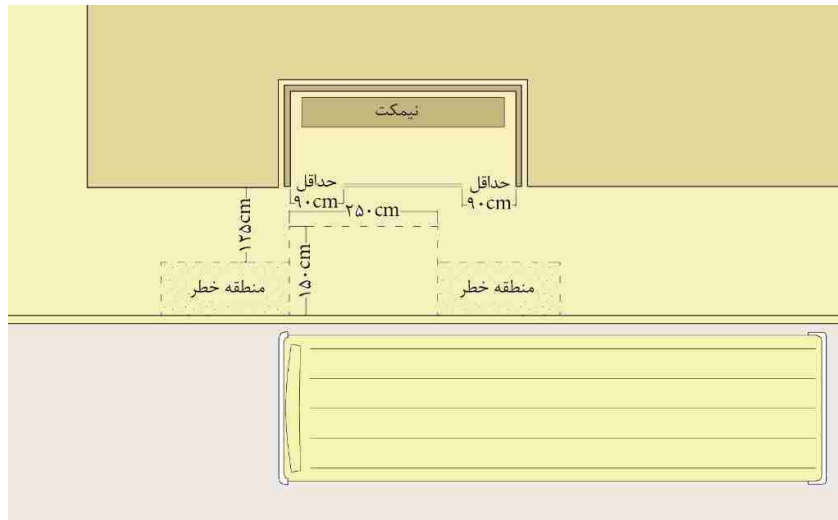 نیمکت
حداقل
۹۰cm
حداقل
۹۰cm
۲۵۰cm
۱۲۵cm
۱۵۰cm
منطقه خطر
منطقه خطر